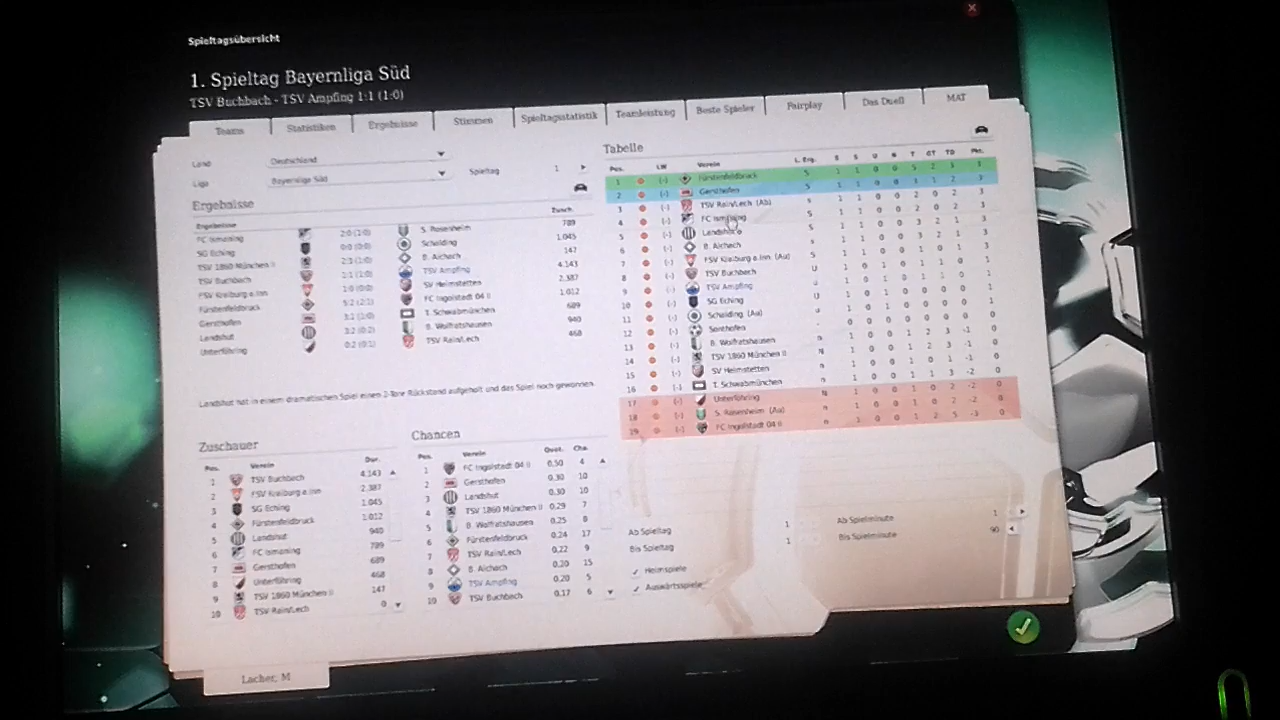 Spieltagsübersicht
1. Spieltag Bayernliga Süd
TSV Buchbach - TSV Ampfing 1:1 (1:0)
Teams Statistiken Ergebnisse Stimmen Spieltagsstatistik Teamleistung Beste Spieler Fairplay Das Duell MAT
Land Deutschland
Liga Bayernliga Süd
Spieltag 1
Ergebnisse
Ergebnisse Zusch.
FC Ismaning 2:0 (1:0) S. Rosenheim 789
SG Eching 0:0 (0:0) Schalding 1.045
TSV 1860 München II 2:3 (1:0) B. Aichach 147
TSV Buchbach 1:1 (1:0) TSV Ampfing 4.143
FSV Kraiburg a.Inn 1:0 (0:0) SV Heimstetten 2.387
Fürstenfeldbruck 5:2 (2:1) FC Ingolstadt 04 II 1.012
Gersthofen 3:1 (1:0) T. Schwabmünchen 689
Landshut 3:2 (0:2) B. Wolfratshausen 940
Unterföhring 0:2 (0:1) TSV Rain/Lech 468
Landshut hat in einem dramatischen Spiel einen 2-Tore Rückstand aufgeholt und das Spiel noch gewonnen
Zuschauer
Pos. Verein Dur.
1 TSV Buchbach 4.143
2 FSV Kraiburg a.Inn 2.387
3 SG Eching 1.045
4 Fürstenfeldbruck 1.012
5 Landshut 940
6 FC Ismaning 789
7 Gersthofen 689
8 Unterföhring 468
9 TSV 1860 München II 147
10 TSV Rain/Lech 0
Chancen
Pos. Verein Quot. Cha.
1 FC Ingolstadt 04 II 0,50 4
2 Gersthofen 0,30 10
3 Landshut 0,30 10
4 TSV 1860 München II 0,29 7
5 B. Wolfratshausen 0,25 8
6 Fürstenfeldbruck 0,24 17
7 TSV Rain/Lech 0,22 9
8 B. Aichach 0,20 15
9 TSV Ampfing 0,20 5
10 TSV Buchbach 0,17 6
Tabelle
Pos. LW Verein L. Erg. S S U N T GT TD Pkt.
1 (-) Fürstenfeldbruck
2 (-) Gersthofen
3 (-) TSV Rain/Lech (Ab)
4 (-) FC Ismaning
5 (-) Landshut
6 (-) B. Aichach
7 (-) FSV Kraiburg a.Inn. (Au)
8 (-) TSV Buchbach
9 (-) TSV Ampfing
10 (-) SG Eching
11 (-) Schalding. (Au)
12 (-) Sonthofen
13 (-) B. Wolfratshausen
14 (-) TSV 1860 München II
15 (-) SV Heimstetten
16 (-) T. Schwabmünchen
17 (-) Unterföhring
18 (-) S. Rosenheim (Au)
19 (-) FC Ingolstadt 04 II
Ab Spieltag 1
Bis Spieltag 1
Heimspiele
Auswärtsspiele
Ab Spielminute 1
Bis Spielminute 90
Lacher, M